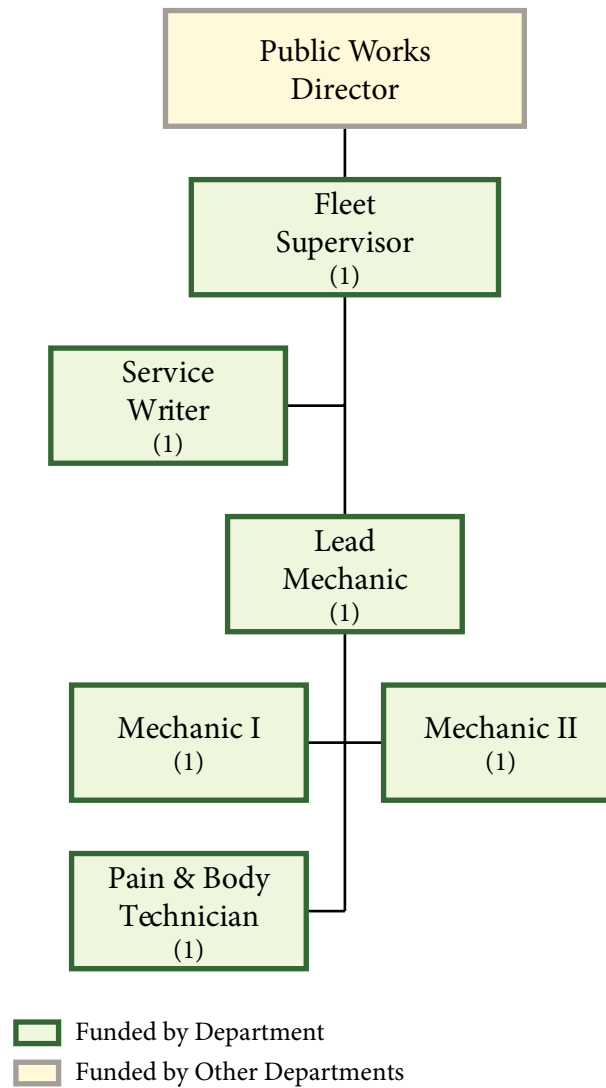 Public Works
Director
Fleet
Supervisor
(1)
Service
Writer
(1)
Lead
Mechanic
(1)
Mechanic I
(1)
Mechanic II
(1)
Pain & Body
Technician
(1)
Funded by Department
Funded by Other Departments